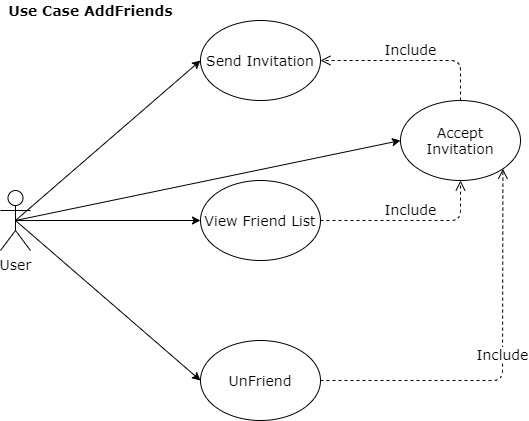 Use Case AddFriends
Send Invitation
Include
Accept
Invitation
View Friend List
Include
User
UnFriend
Include